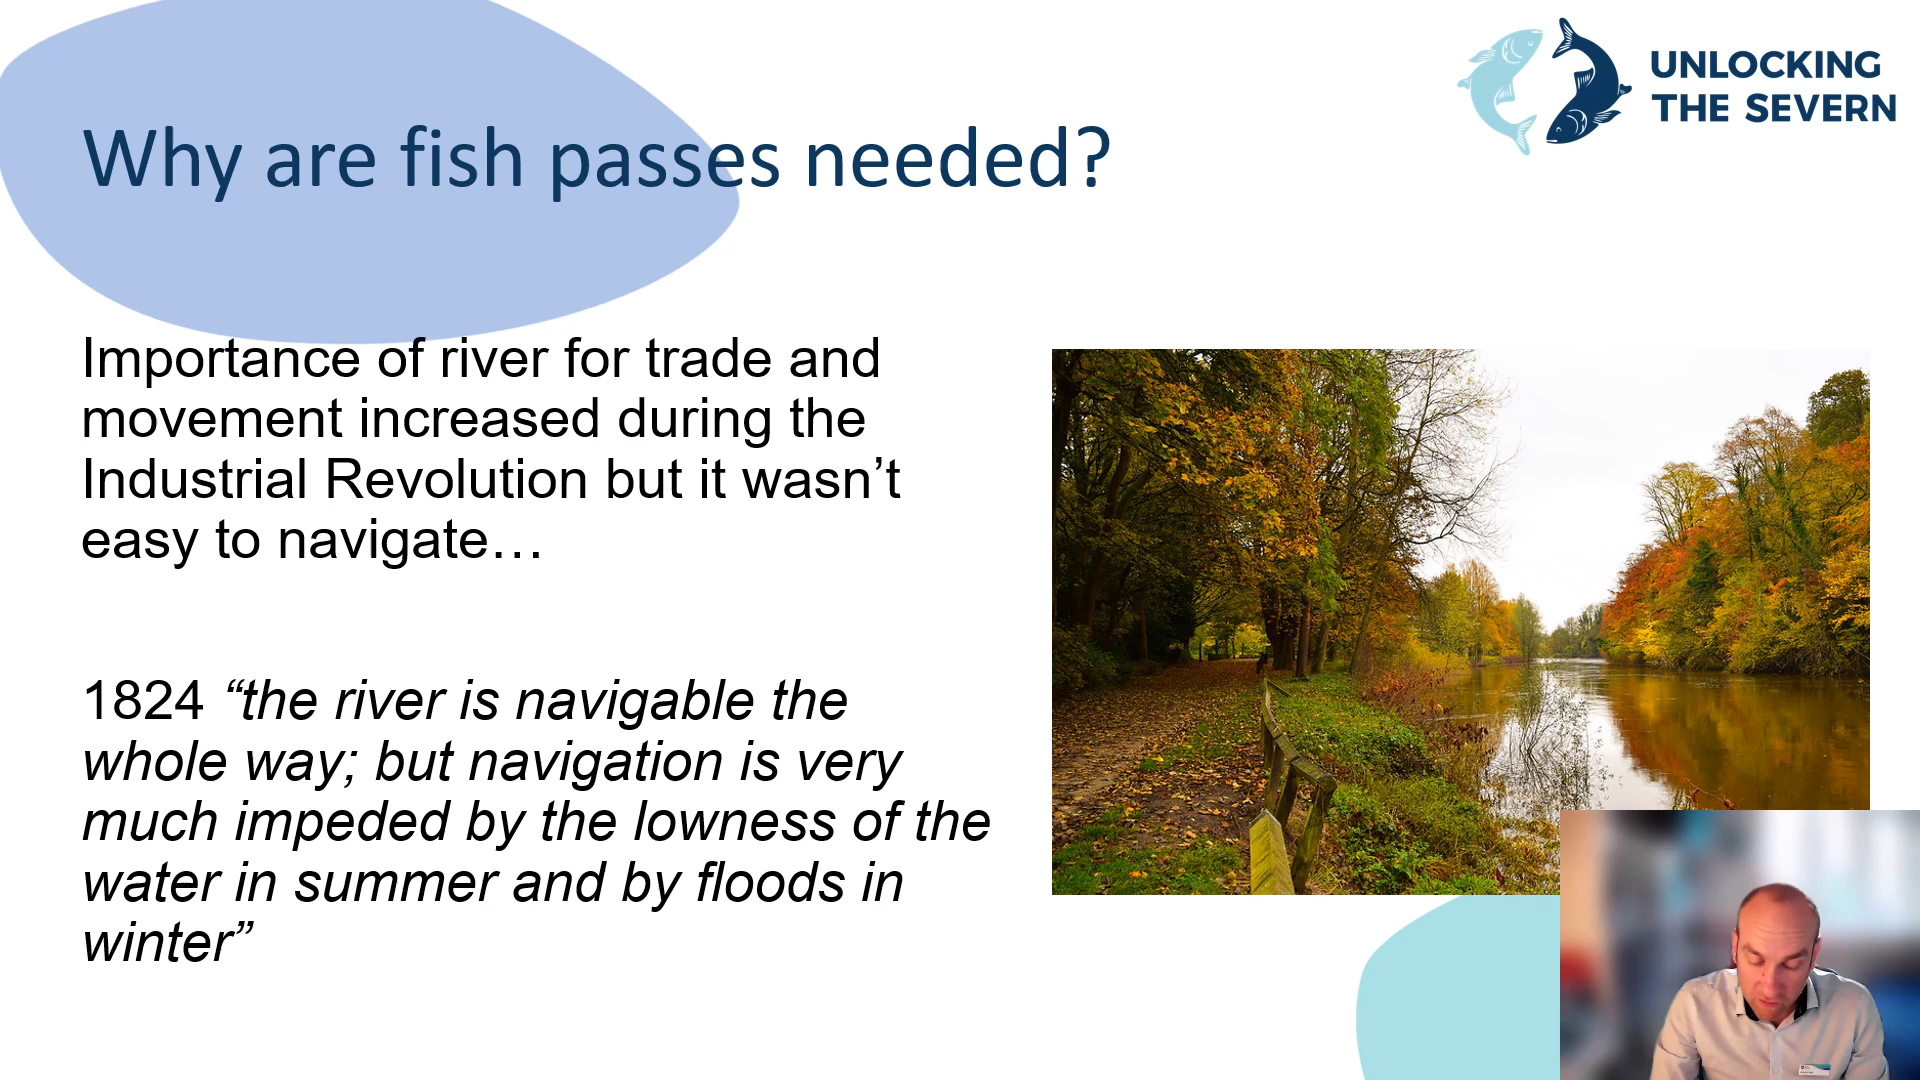 UNLOCKING
THE SEVERN
Why are fish passes needed?
Importance of river for trade and
movement increased during the
Industrial Revolution but it wasn’t
easy to navigate…
1824 “the river is navigable the
whole way; but navigation is very
much impeded by the lowness of the
water in summer and by floods in
winter”